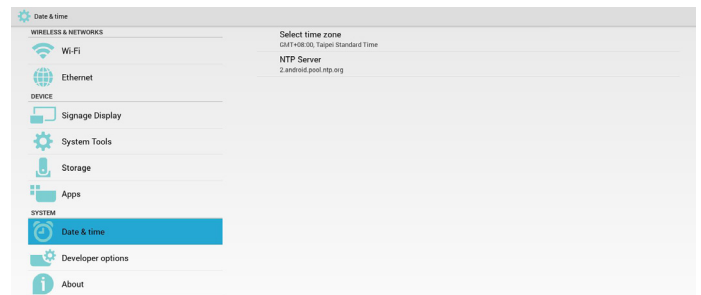 Date & time
WIRELESS & NETWORKS
Wi-Fi
Ethernet
DEVICE
Signage Display
System Tools
Storage
Apps
SYSTEM
Date & time
Developer options
About
Select time zone
GMT+08:00, Taipei Standard Time
NTP Server
2.android.pool.ntp.org